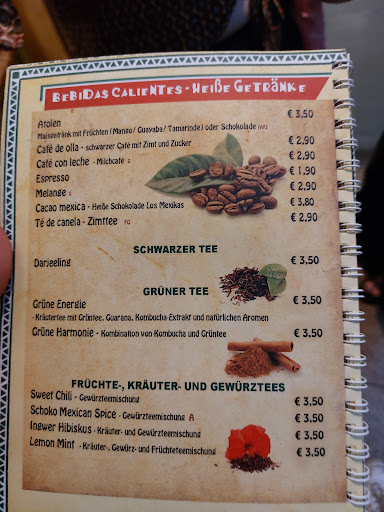 BeBiDAS CALIENTES - HEIßE GETRÄNKE
Atolen € 3,50
Maisgetränk mit Früchten (Mango/ Guavaba/ Tamarinde) oder Schokolade
Café de olla - schwarzer Café mit Zimt und Zucker € 2,90
Café con leche - Milchcafé G € 2,90
Espresso € 1,90
Melange G € 2,90
Cacao mexica - Heiße Schokolade Los Mexikas € 3,80
Té de canela - Zimttee FG € 2,90
SCHWARZER TEE
Darjeeling € 3,50
GRÜNER TEE
Grüne Energie € 3,50
- Kräutertee mit Grüntee, Guarana, Kombucha-Extrakt und natürlichen Aromen
Grüne Harmonie - Kombination von Kombucha und Grüntee € 3,50
FRÜCHTE-, KRÄUTER- UND GEWÜRZTEES
Sweet Chili - Gewürzteemischung € 3,50
Schoko Mexican Spice - Gewürzteemischung A € 3,50
Ingwer Hibiskus - Kräuter- und Gewürzteemischung € 3,50
Lemon Mint - Kräuter-, Gewürz- und Früchteteemischung € 3,50